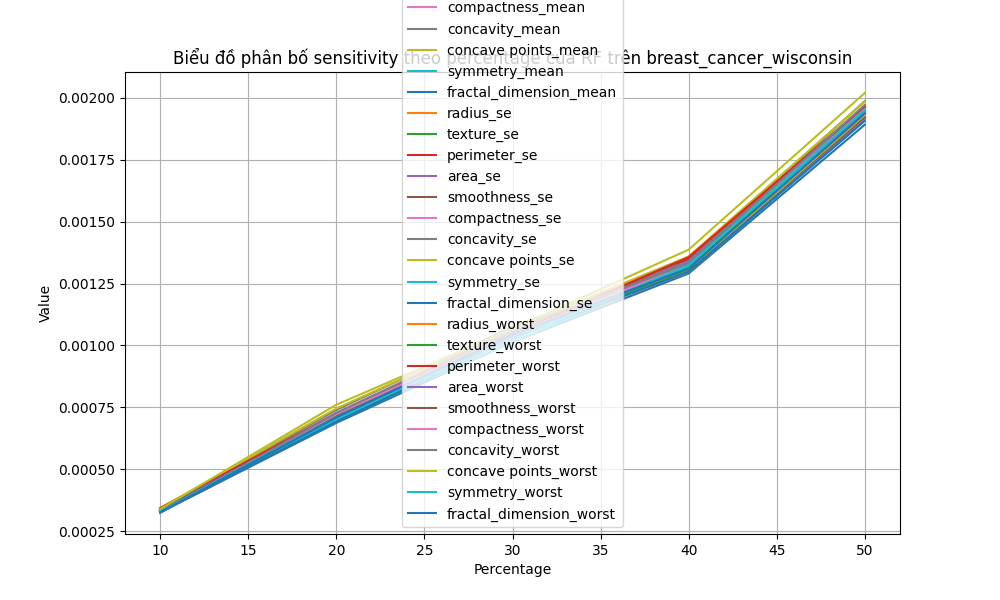 compactness_mean
concavity_mean
concave points_mean
Biểu đồ phân bố sensitivity theo percentage của RF trên breast_cancer_wisconsin
symmetry_mean
fractal_dimension_mean
radius_se
texture_se
perimeter_se
area_se
smoothness_se
compactness_se
concavity_se
concave points_se
symmetry_se
fractal_dimension_se
radius_worst
texture_worst
perimeter_worst
area_worst
smoothness_worst
compactness_worst
concavity_worst
concave points_worst
symmetry_worst
fractal_dimension_worst
0.00200
0.00175
0.00150
0.00125
0.00100
0.00075
0.00050
0.00025
Value
10 15 20 25 30 35 40 45 50
Percentage